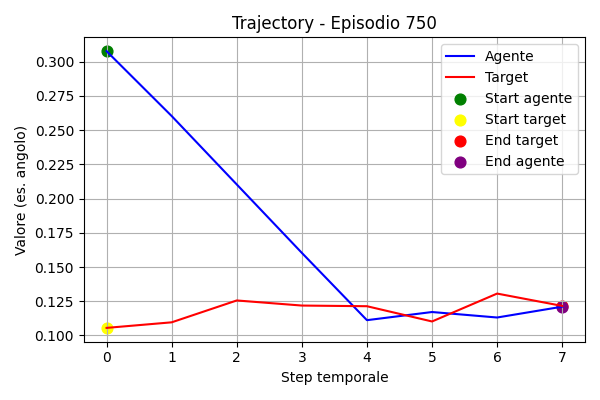 Trajectory - Episodio 750
Valore (es. angolo)
0.300
0.275
0.250
0.225
0.200
0.175
0.150
0.125
0.100
Agente
Target
Start agente
Start target
End target
End agente
0 1 2 3 4 5 6 7
Step temporale